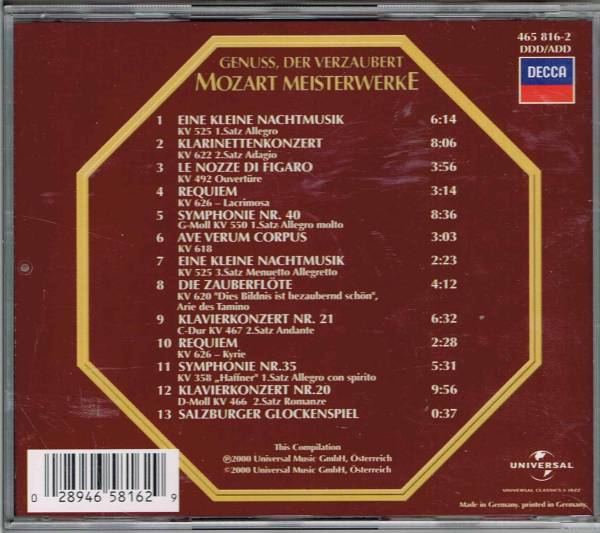 465 816-2
DDD/ADD
DECCA
GENUSS, DER VERZAUBERT
MOZART MEISTERWERKE
1 EINE KLEINE NACHTMUSIK 6:14
KV 525 1.Satz Allegro
2 KLARINETTENKONZERT 8:06
KV 622 2.Satz Adagio
3 LE NOZZE DI FIGARO 3:56
KV 492 Ouvertüre
4 REQUIEM 3:14
KV 626 – Lacrimosa
5 SYMPHONIE NR. 40 8:36
G-Moll KV 550 1.Satz Allegro molto
6 AVE VERUM CORPUS 3:03
KV 618
7 EINE KLEINE NACHTMUSIK 2:23
KV 525 3.Satz Menuetto Allegretto
8 DIE ZAUBERFLÖTE 4:12
KV 620 "Dies Bildnis ist bezaubernd schön",
Arie des Tamino
9 KLAVIERKONZERT NR. 21 6:32
C-Dur KV 467 2.Satz Andante
10 REQUIEM 2:28
KV 626 – Kyrie
11 SYMPHONIE NR.35 5:31
KV 358 „Haffner" 1.Satz Allegro con spirito
12 KLAVIERKONZERT NR.20 9:56
D-Moll KV 466 2.Satz Romanze
13 SALZBURGER GLOCKENSPIEL 0:37
This Compilation
℗2000 Universal Music GmbH, Österreich
©2000 Universal Music GmbH, Österreich
0 28946 58162 9
UNIVERSAL
UNIVERSAL CLASSICS & JAZZ
Made in Germany, printed in Germany